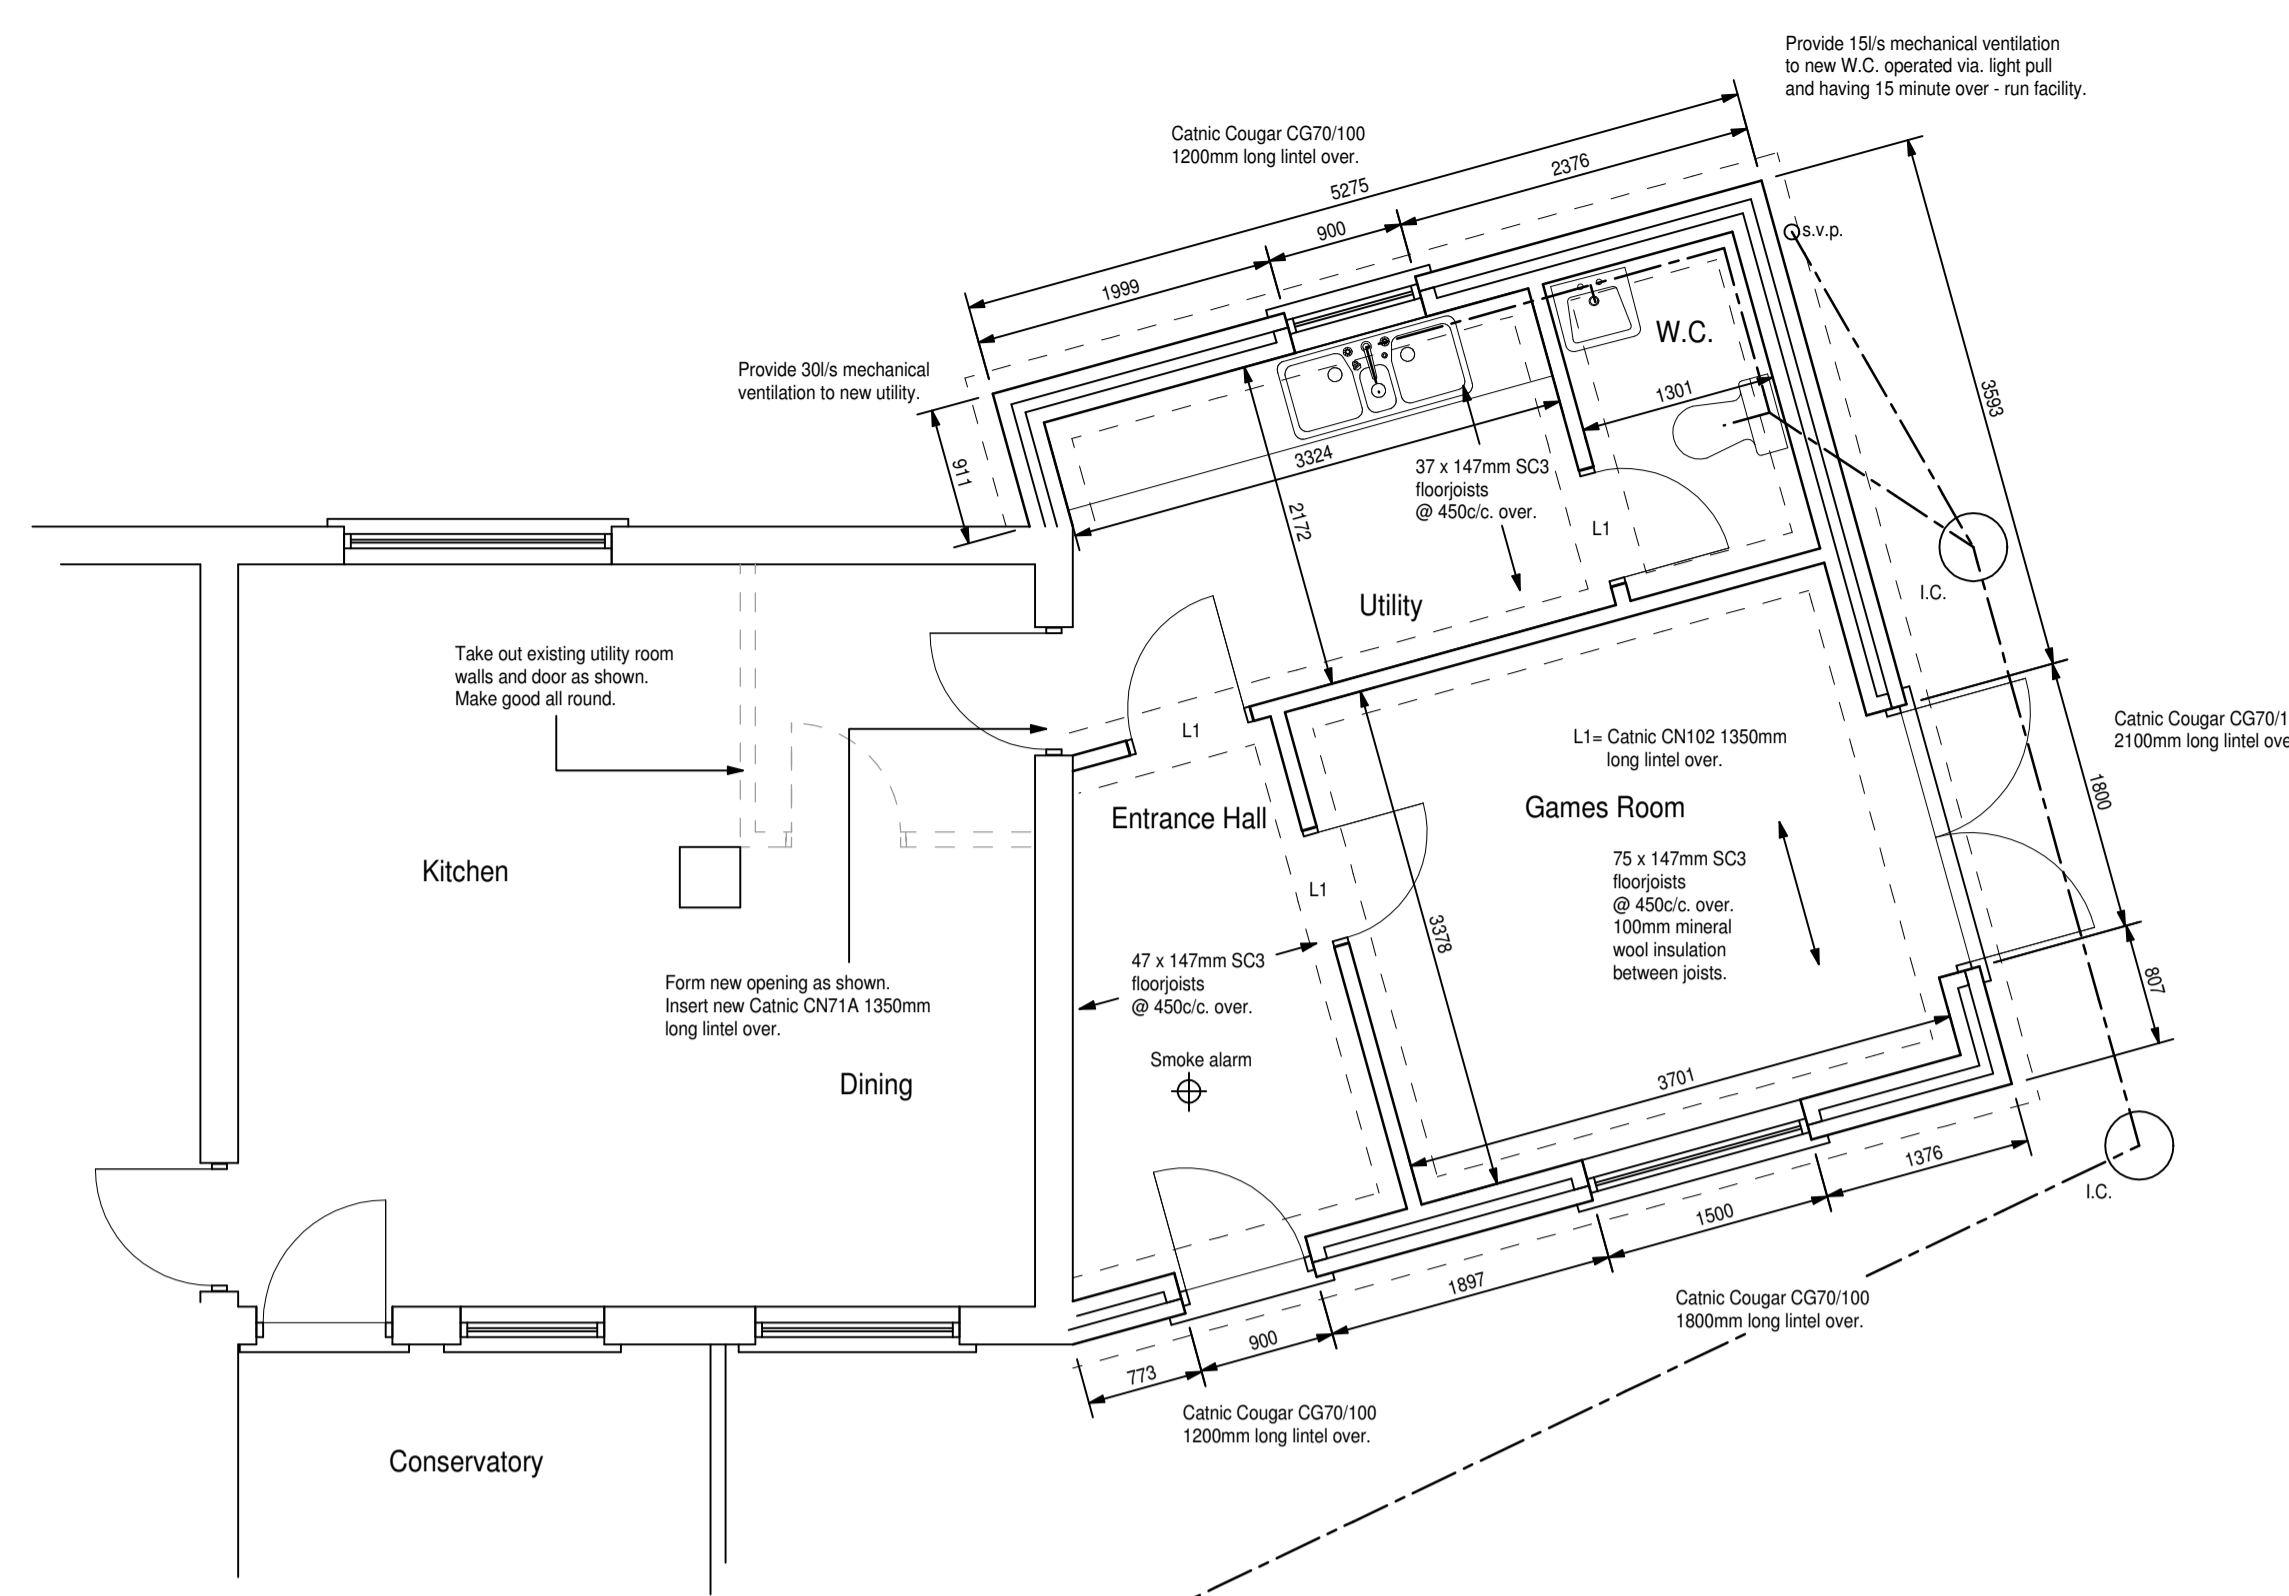 Provide 15l/s mechanical ventilation
to new W.C. operated via. light pull
and having 15 minute over - run facility.
Catnic Cougar CG70/100
1200mm long lintel over.
2376
5275
900
1999
s.v.p.
W.C.
Provide 30l/s mechanical
ventilation to new utility.
1301
3593
911
3324
37 x 147mm SC3
floorjoists
@ 450c/c. over.
2172
L1
I.C.
Utility
Take out existing utility room
walls and door as shown.
Make good all round.
L1
L1= Catnic CN102 1350mm
long lintel over.
Catnic Cougar CG70/1
2100mm long lintel ove
1800
Entrance Hall
Games Room
Kitchen
75 x 147mm SC3
floorjoists
@ 450c/c. over.
100mm mineral
wool insulation
between joists.
L1
3378
47 x 147mm SC3
floorjoists
@ 450c/c. over.
Form new opening as shown.
Insert new Catnic CN71A 1350mm
long lintel over.
807
Smoke alarm
Dining
3701
1376
I.C.
1500
1897
Catnic Cougar CG70/100
1800mm long lintel over.
900
773
Catnic Cougar CG70/100
1200mm long lintel over.
Conservatory